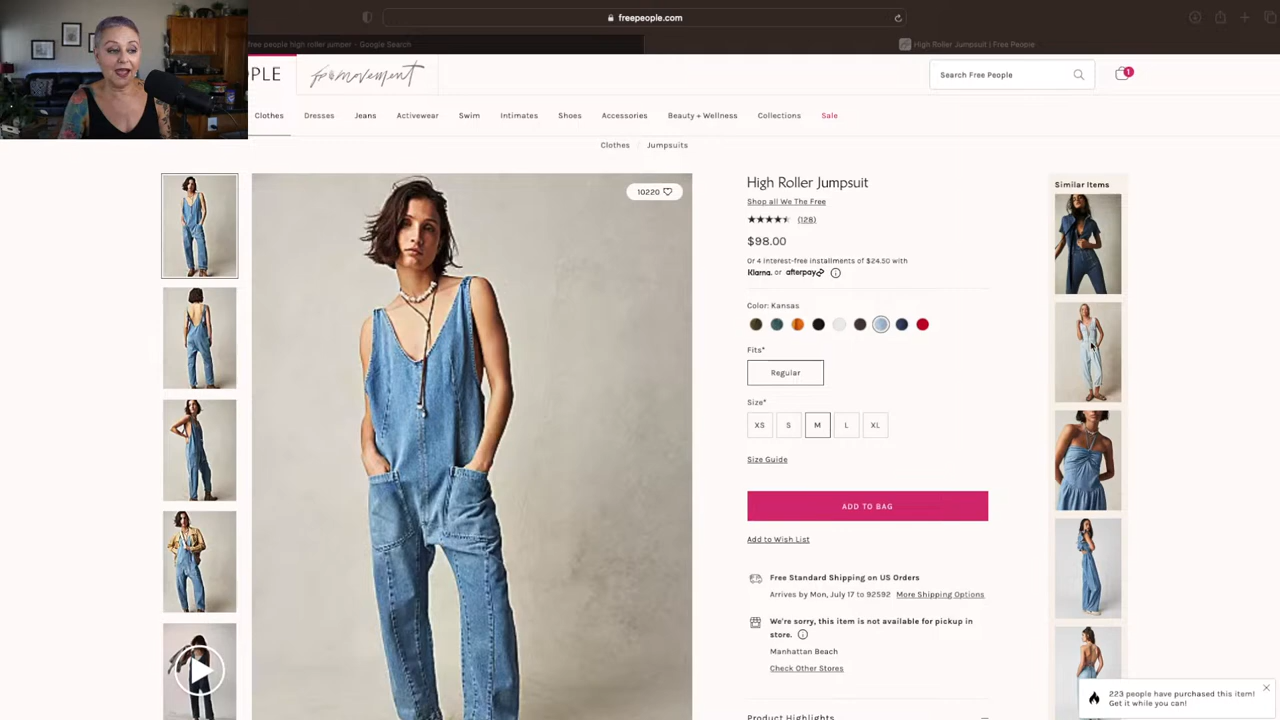 freepeople.com
free people high roller jumper - Google Search
High Roller Jumpsuit | Free People
PLE
fp movement
Search Free People
1
Clothes
Dresses
Jeans
Activewear
Swim
Intimates
Shoes
Accessories
Beauty + Wellness
Collections
Sale
Clothes
Jumpsuits
10220
High Roller Jumpsuit
Shop all We The Free
(128)
$98.00
Or 4 interest-free installments of $24.50 with
Klarna. or afterpay
Color: Kansas
Fits*
Regular
Size*
XS
S
M
L
XL
Size Guide
ADD TO BAG
Add to Wish List
Free Standard Shipping on US Orders
Arrives by Mon, July 17 to 92592 More Shipping Options
We're sorry, this item is not available for pickup in
store.
Manhattan Beach
Check Other Stores
Product Highlights
Similar Items
223 people have purchased this item!
Get it while you can!